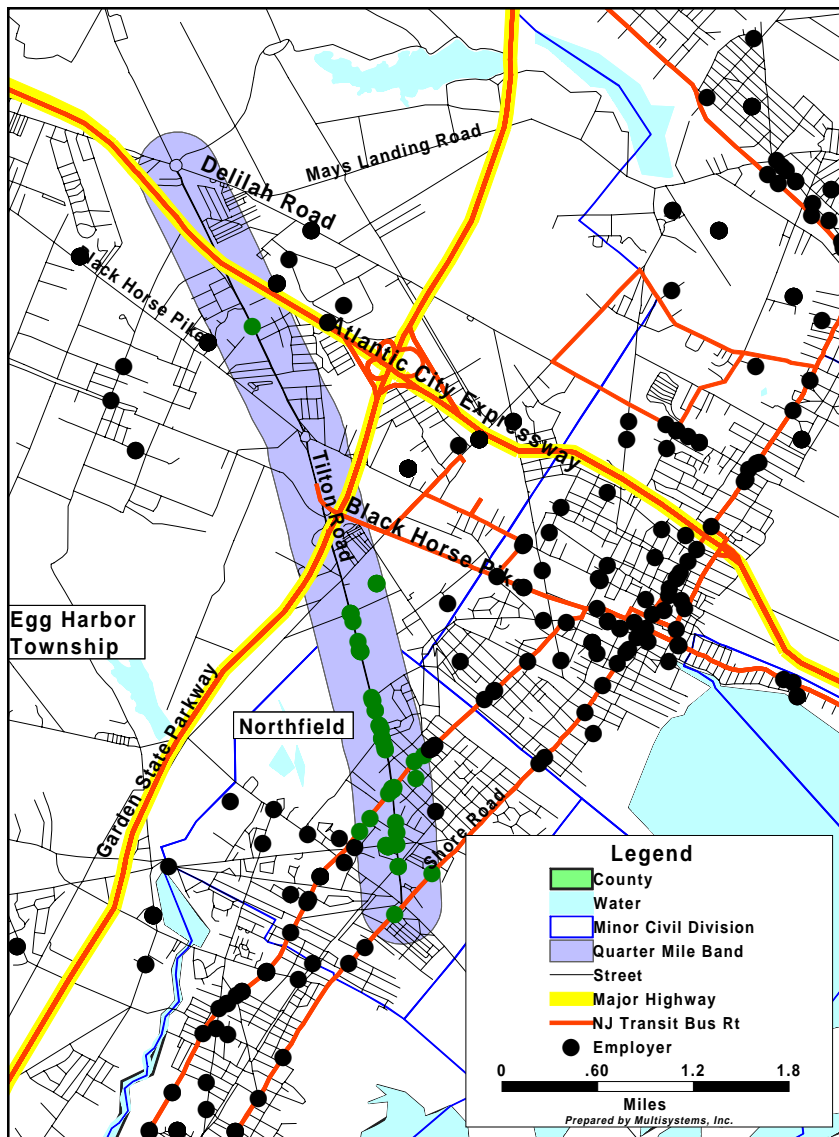 Mays Landing Road
Delilah Road
Black Horse Pike
Atlantic City Expressway
Tilton Road
Black Horse Pike
Egg Harbor
Township
Northfield
Garden State Parkway
Shore Road
Legend
County
Water
Minor Civil Division
Quarter Mile Band
Street
Major Highway
NJ Transit Bus Rt
Employer
0 .60 1.2 1.8
Miles
Prepared by Multisystems, Inc.